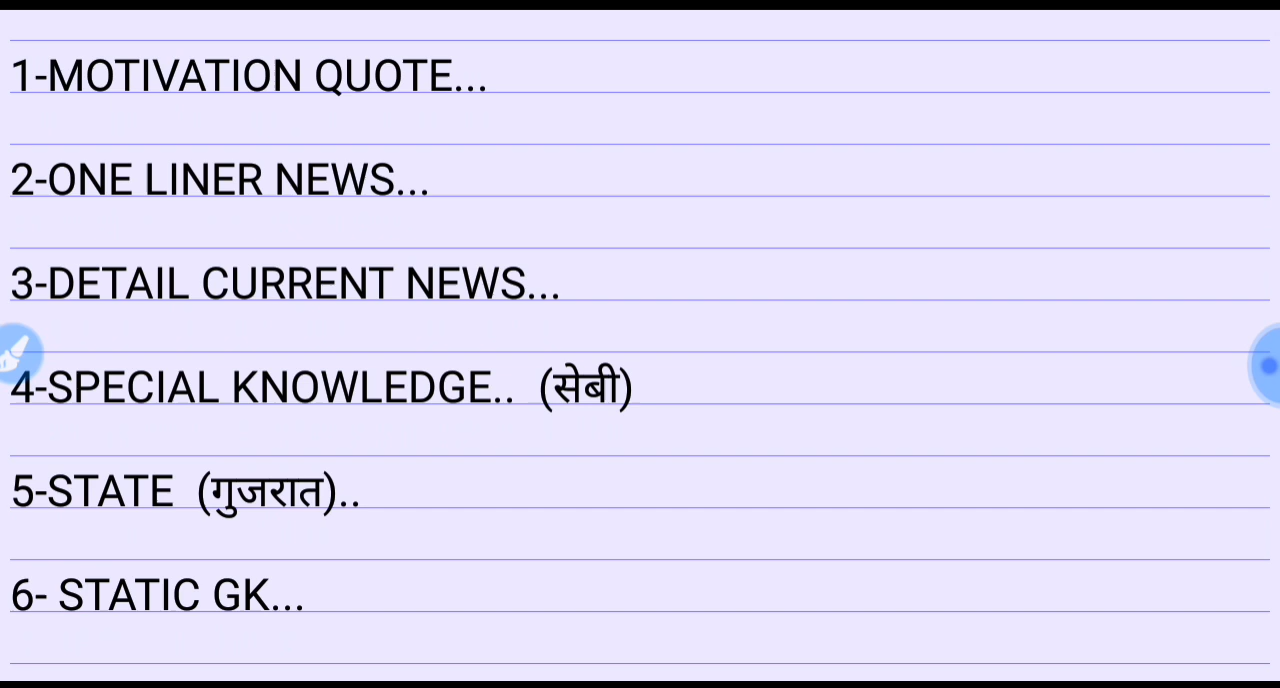 1-MOTIVATION QUOTE...
2-ONE LINER NEWS...
3-DETAIL CURRENT NEWS...
4-SPECIAL KNOWLEDGE.. (सेबी)
5-STATE (गुजरात)..
6- STATIC GK...